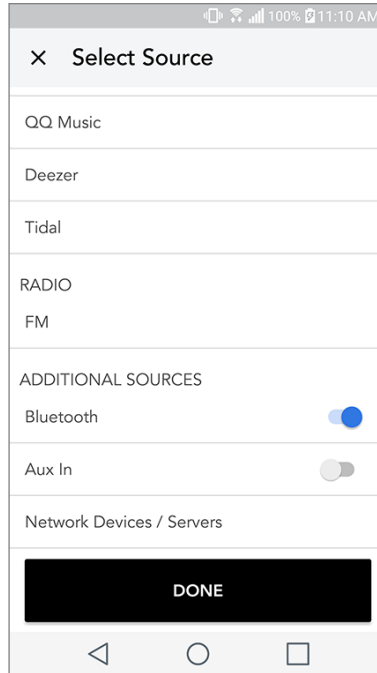 100% 11:10 AM
Select Source
QQ Music
Deezer
Tidal
RADIO
FM
ADDITIONAL SOURCES
Bluetooth
Aux In
Network Devices / Servers
DONE